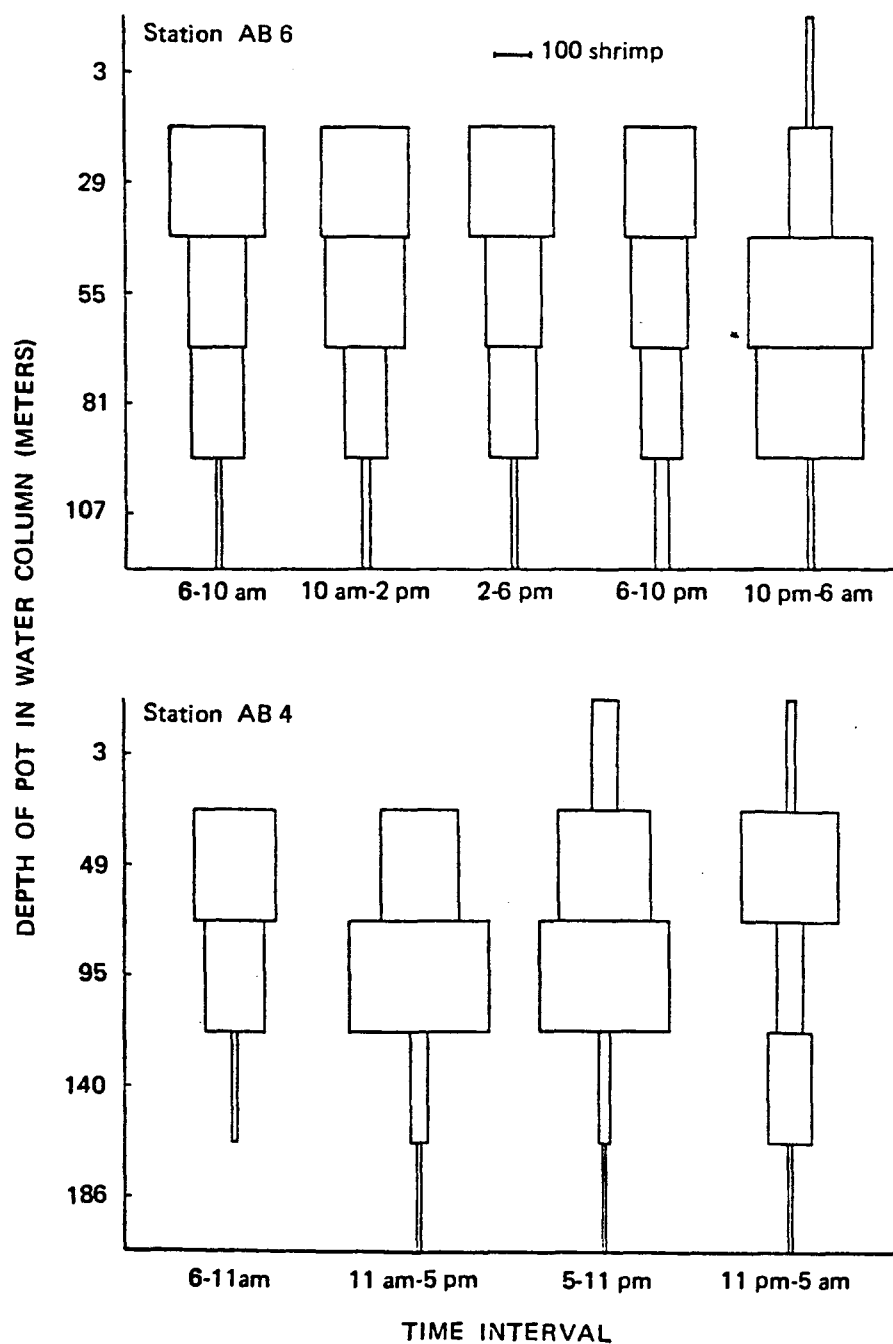 Station AB 6
100 shrimp
3
29
55
81
107
6-10 am 10 am-2 pm 2-6 pm 6-10 pm 10 pm-6 am
DEPTH OF POT IN WATER COLUMN (METERS)
Station AB 4
3
49
95
140
186
6-11am 11 am-5 pm 5-11 pm 11 pm-5 am
TIME INTERVAL